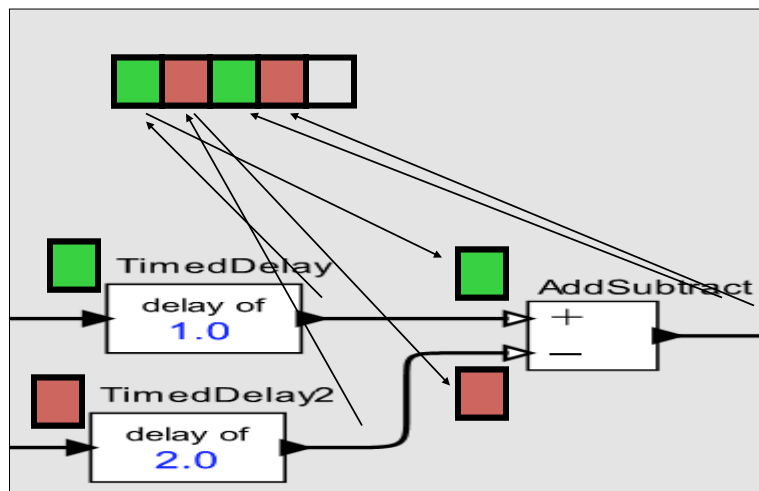 TimedDelay
delay of
1.0
AddSubtract
+
−
TimedDelay2
delay of
2.0